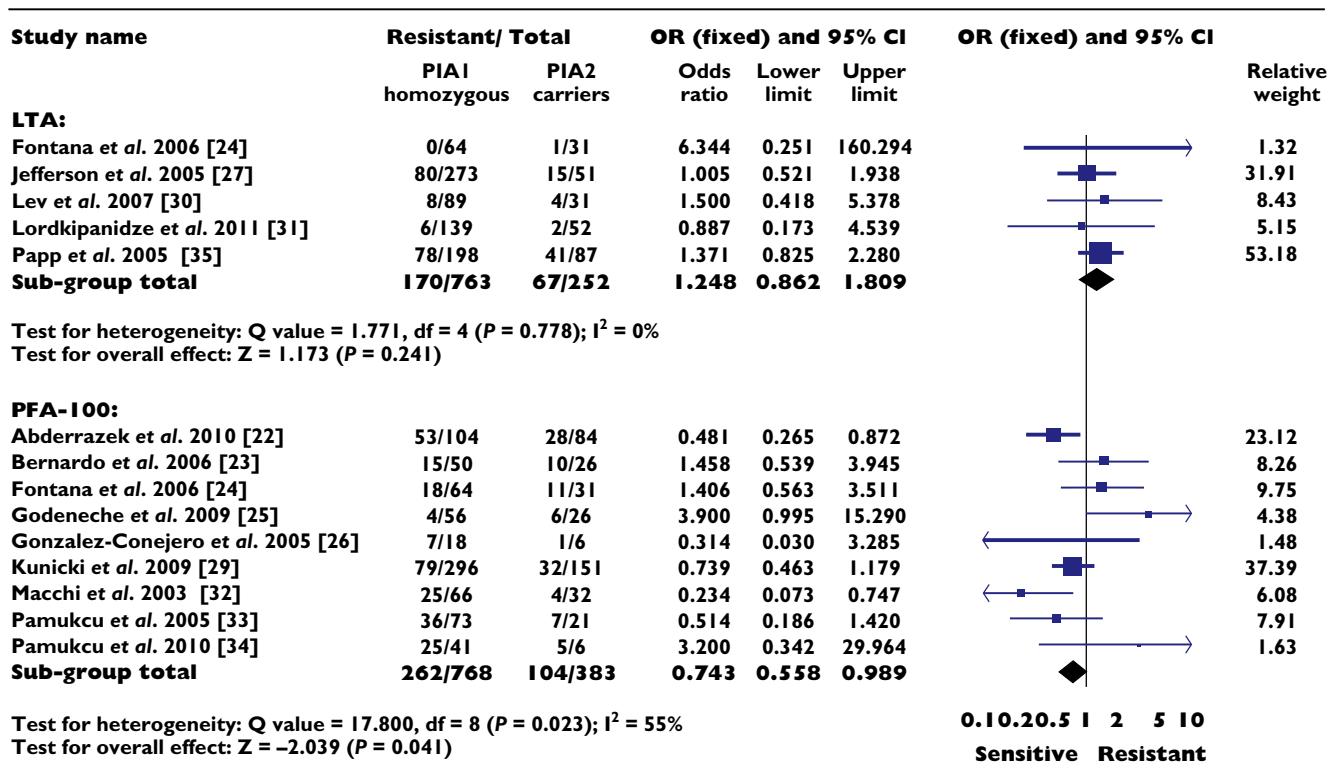 Study name Resistant/ Total OR (fixed) and 95% CI OR (fixed) and 95% CI
PIA1 homozygous PIA2 carriers Odds ratio Lower limit Upper limit Relative weight
LTA:
Fontana et al. 2006 [24] 0/64 1/31 6.344 0.251 160.294 1.32
Jefferson et al. 2005 [27] 80/273 15/51 1.005 0.521 1.938 31.91
Lev et al. 2007 [30] 8/89 4/31 1.500 0.418 5.378 8.43
Lordkipanidze et al. 2011 [31] 6/139 2/52 0.887 0.173 4.539 5.15
Papp et al. 2005 [35] 78/198 41/87 1.371 0.825 2.280 53.18
Sub-group total 170/763 67/252 1.248 0.862 1.809
Test for heterogeneity: Q value = 1.771, df = 4 (P = 0.778); I² = 0%
Test for overall effect: Z = 1.173 (P = 0.241)
PFA-100:
Abderrazek et al. 2010 [22] 53/104 28/84 0.481 0.265 0.872 23.12
Bernardo et al. 2006 [23] 15/50 10/26 1.458 0.539 3.945 8.26
Fontana et al. 2006 [24] 18/64 11/31 1.406 0.563 3.511 9.75
Godeneche et al. 2009 [25] 4/56 6/26 3.900 0.995 15.290 4.38
Gonzalez-Conejero et al. 2005 [26] 7/18 1/6 0.314 0.030 3.285 1.48
Kunicki et al. 2009 [29] 79/296 32/151 0.739 0.463 1.179 37.39
Macchi et al. 2003 [32] 25/66 4/32 0.234 0.073 0.747 6.08
Pamukcu et al. 2005 [33] 36/73 7/21 0.514 0.186 1.420 7.91
Pamukcu et al. 2010 [34] 25/41 5/6 3.200 0.342 29.964 1.63
Sub-group total 262/768 104/383 0.743 0.558 0.989
Test for heterogeneity: Q value = 17.800, df = 8 (P = 0.023); I² = 55%
Test for overall effect: Z = –2.039 (P = 0.041)
0.1 0.2 0.5 1 2 5 10
Sensitive Resistant